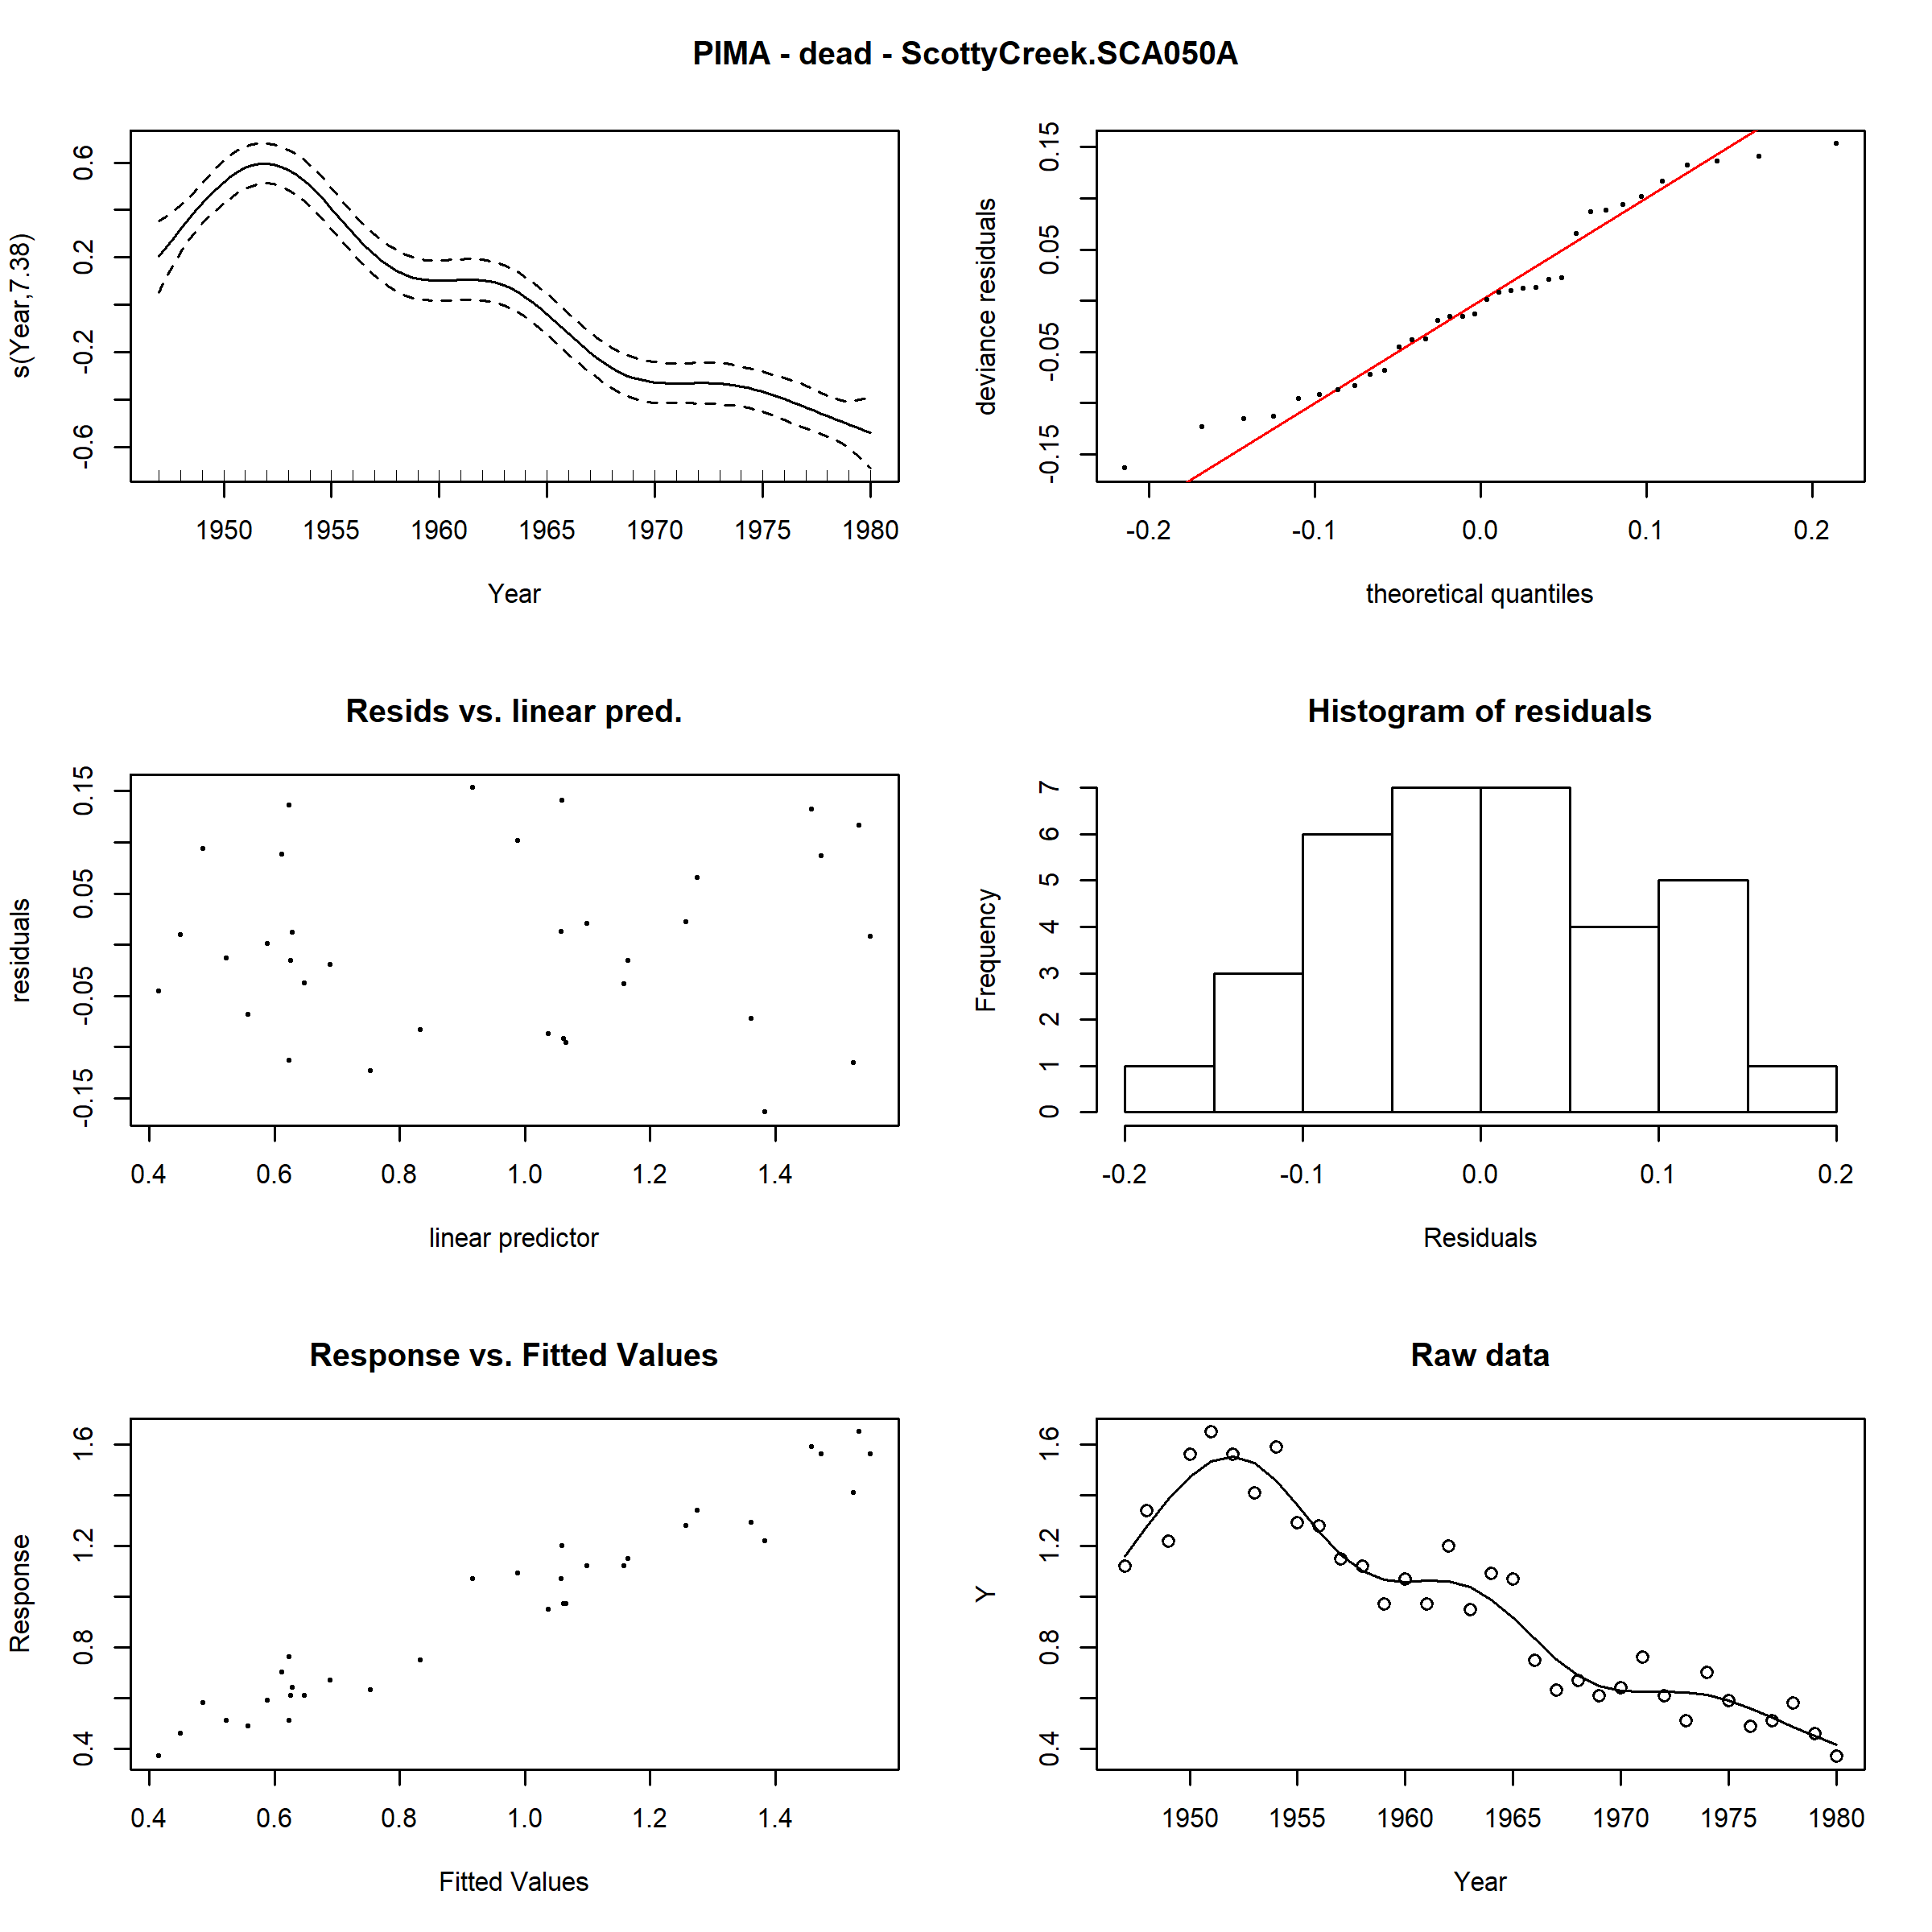 PIMA - dead - ScottyCreek.SCA050A
s(Year,7.38)
-0.6 -0.2 0.2 0.6
1950 1955 1960 1965 1970 1975 1980
Year
deviance residuals
-0.15 -0.05 0.05 0.15
-0.2 -0.1 0.0 0.1 0.2
theoretical quantiles
Resids vs. linear pred.
residuals
-0.15 -0.05 0.05 0.15
0.4 0.6 0.8 1.0 1.2 1.4
linear predictor
Histogram of residuals
Frequency
0 1 2 3 4 5 6 7
-0.2 -0.1 0.0 0.1 0.2
Residuals
Response vs. Fitted Values
Response
0.4 0.8 1.2 1.6
0.4 0.6 0.8 1.0 1.2 1.4
Fitted Values
Raw data
Y
0.4 0.8 1.2 1.6
1950 1955 1960 1965 1970 1975 1980
Year